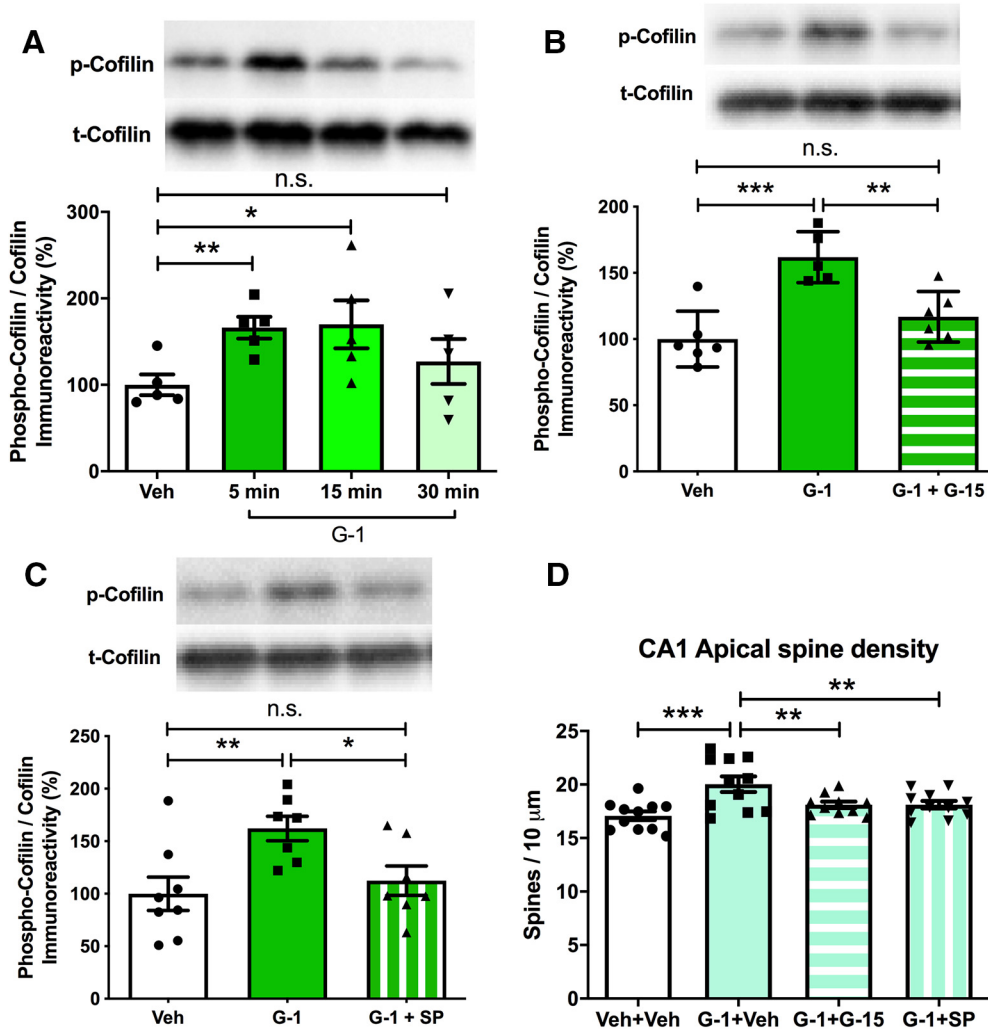 A
p-Cofilin
t-Cofilin
n.s.
*
**
Phospho-Cofilin / Cofilin
Immunoreactivity (%)
300
200
100
0
Veh 5 min 15 min 30 min
G-1
B
p-Cofilin
t-Cofilin
n.s.
*** **
Phospho-Cofilin / Cofilin
Immunoreactivity (%)
200
150
100
50
0
Veh G-1 G-1 + G-15
C
p-Cofilin
t-Cofilin
n.s.
** *
Phospho-Cofilin / Cofilin
Immunoreactivity (%)
250
200
150
100
50
0
Veh G-1 G-1 + SP
D
CA1 Apical spine density
**
*** **
Spines / 10 μm
25
20
15
10
5
0
Veh+Veh G-1+Veh G-1+G-15 G-1+SP